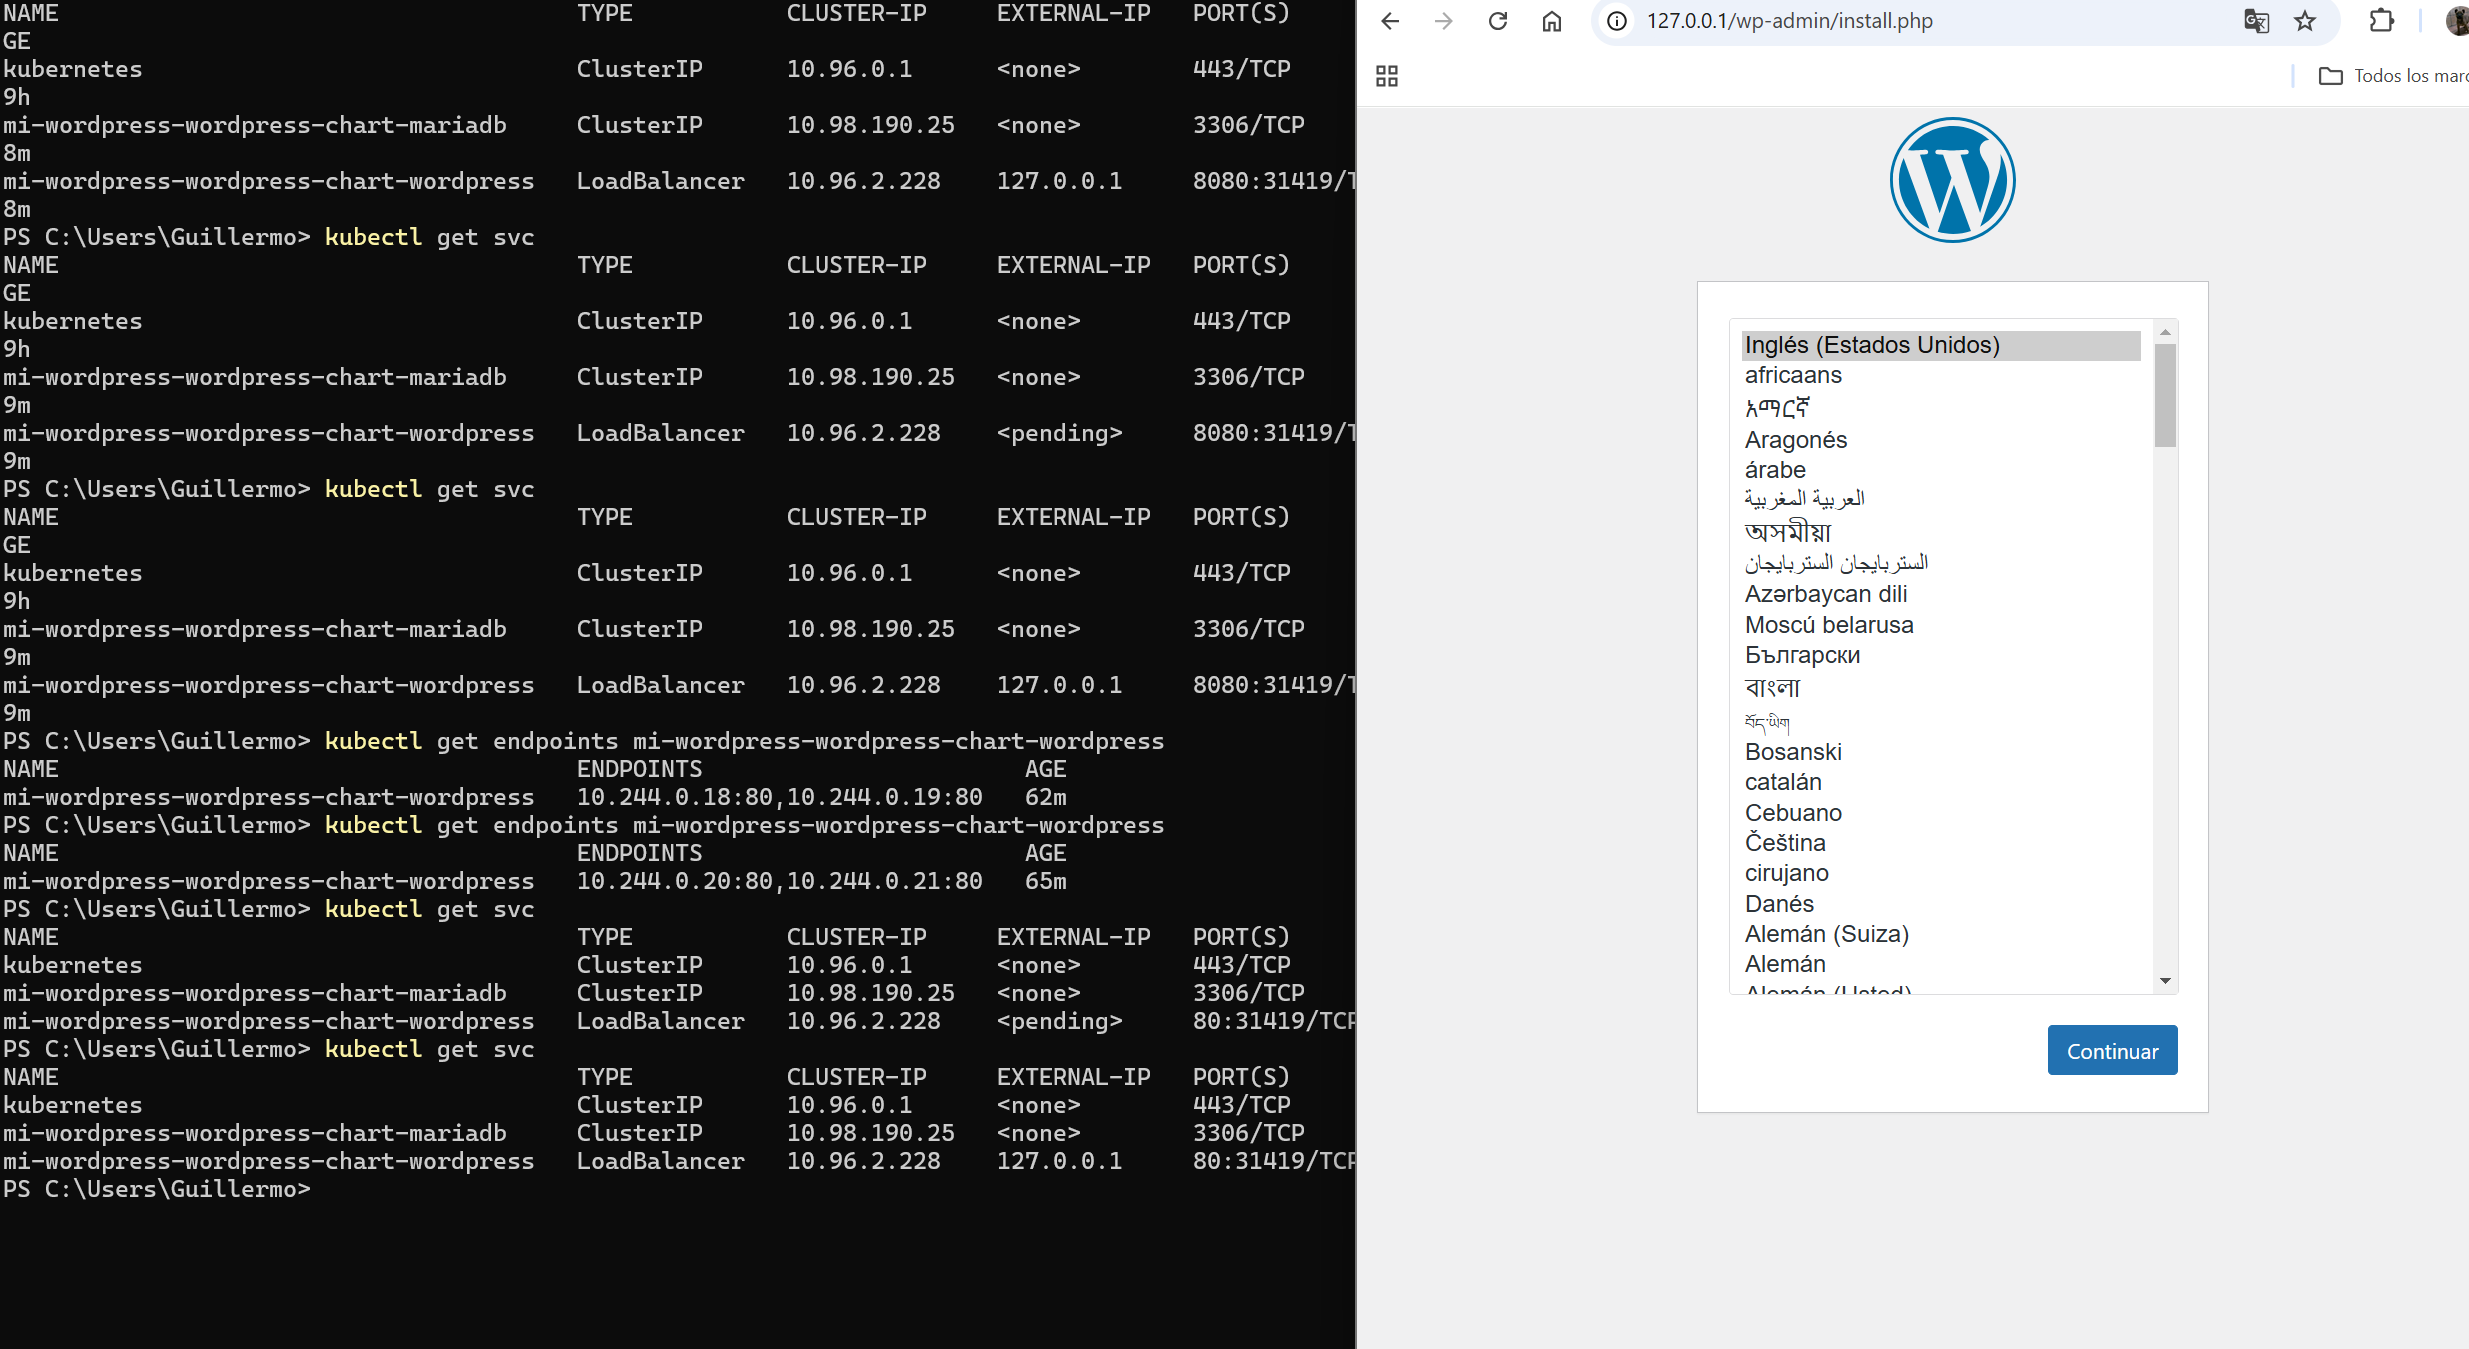 NAME TYPE CLUSTER-IP EXTERNAL-IP PORT(S)
GE
kubernetes ClusterIP 10.96.0.1 <none> 443/TCP
9h
mi-wordpress-wordpress-chart-mariadb ClusterIP 10.98.190.25 <none> 3306/TCP
8m
mi-wordpress-wordpress-chart-wordpress LoadBalancer 10.96.2.228 127.0.0.1 8080:31419/T
8m
PS C:\Users\Guillermo> kubectl get svc
NAME TYPE CLUSTER-IP EXTERNAL-IP PORT(S)
GE
kubernetes ClusterIP 10.96.0.1 <none> 443/TCP
9h
mi-wordpress-wordpress-chart-mariadb ClusterIP 10.98.190.25 <none> 3306/TCP
9m
mi-wordpress-wordpress-chart-wordpress LoadBalancer 10.96.2.228 <pending> 8080:31419/T
9m
PS C:\Users\Guillermo> kubectl get svc
NAME TYPE CLUSTER-IP EXTERNAL-IP PORT(S)
GE
kubernetes ClusterIP 10.96.0.1 <none> 443/TCP
9h
mi-wordpress-wordpress-chart-mariadb ClusterIP 10.98.190.25 <none> 3306/TCP
9m
mi-wordpress-wordpress-chart-wordpress LoadBalancer 10.96.2.228 127.0.0.1 8080:31419/T
9m
PS C:\Users\Guillermo> kubectl get endpoints mi-wordpress-wordpress-chart-wordpress
NAME ENDPOINTS AGE
mi-wordpress-wordpress-chart-wordpress 10.244.0.18:80,10.244.0.19:80 62m
PS C:\Users\Guillermo> kubectl get endpoints mi-wordpress-wordpress-chart-wordpress
NAME ENDPOINTS AGE
mi-wordpress-wordpress-chart-wordpress 10.244.0.20:80,10.244.0.21:80 65m
PS C:\Users\Guillermo> kubectl get svc
NAME TYPE CLUSTER-IP EXTERNAL-IP PORT(S)
kubernetes ClusterIP 10.96.0.1 <none> 443/TCP
mi-wordpress-wordpress-chart-mariadb ClusterIP 10.98.190.25 <none> 3306/TCP
mi-wordpress-wordpress-chart-wordpress LoadBalancer 10.96.2.228 <pending> 80:31419/TCP
PS C:\Users\Guillermo> kubectl get svc
NAME TYPE CLUSTER-IP EXTERNAL-IP PORT(S)
kubernetes ClusterIP 10.96.0.1 <none> 443/TCP
mi-wordpress-wordpress-chart-mariadb ClusterIP 10.98.190.25 <none> 3306/TCP
mi-wordpress-wordpress-chart-wordpress LoadBalancer 10.96.2.228 127.0.0.1 80:31419/TCP
PS C:\Users\Guillermo>
127.0.0.1/wp-admin/install.php
Todos los marc
Inglés (Estados Unidos)
africaans
አማርኛ
Aragonés
árabe
العربية المغربية
অসমীয়া
الستربايجان الستربايجان
Azərbaycan dili
Moscú belarusa
Български
বাংলা
བོད་ཡིག
Bosanski
catalán
Cebuano
Čeština
cirujano
Danés
Alemán (Suiza)
Alemán
Alemán (Usted)
Continuar